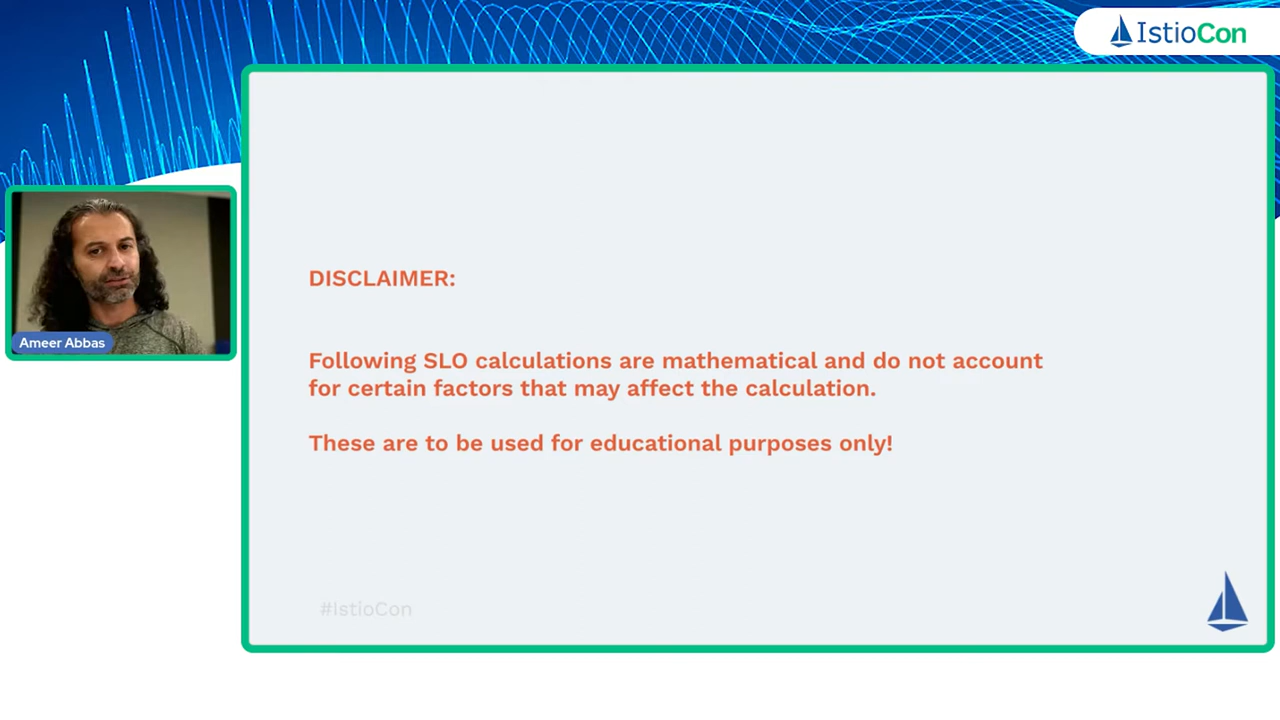 IstioCon
Ameer Abbas
DISCLAIMER:
Following SLO calculations are mathematical and do not account
for certain factors that may affect the calculation.
These are to be used for educational purposes only!
#IstioCon